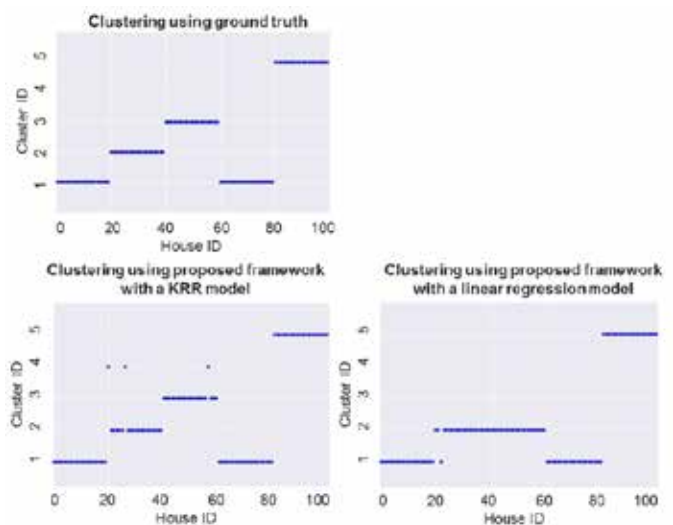 Clustering using ground truth
Cluster ID
5
4
3
2
1
0 20 40 60 80 100
House ID
Clustering using proposed framework
with a KRR model
Cluster ID
5
4
3
2
1
0 20 40 60 80 100
House ID
Clustering using proposed framework
with a linear regression model
Cluster ID
5
4
3
2
1
0 20 40 60 80 100
House ID